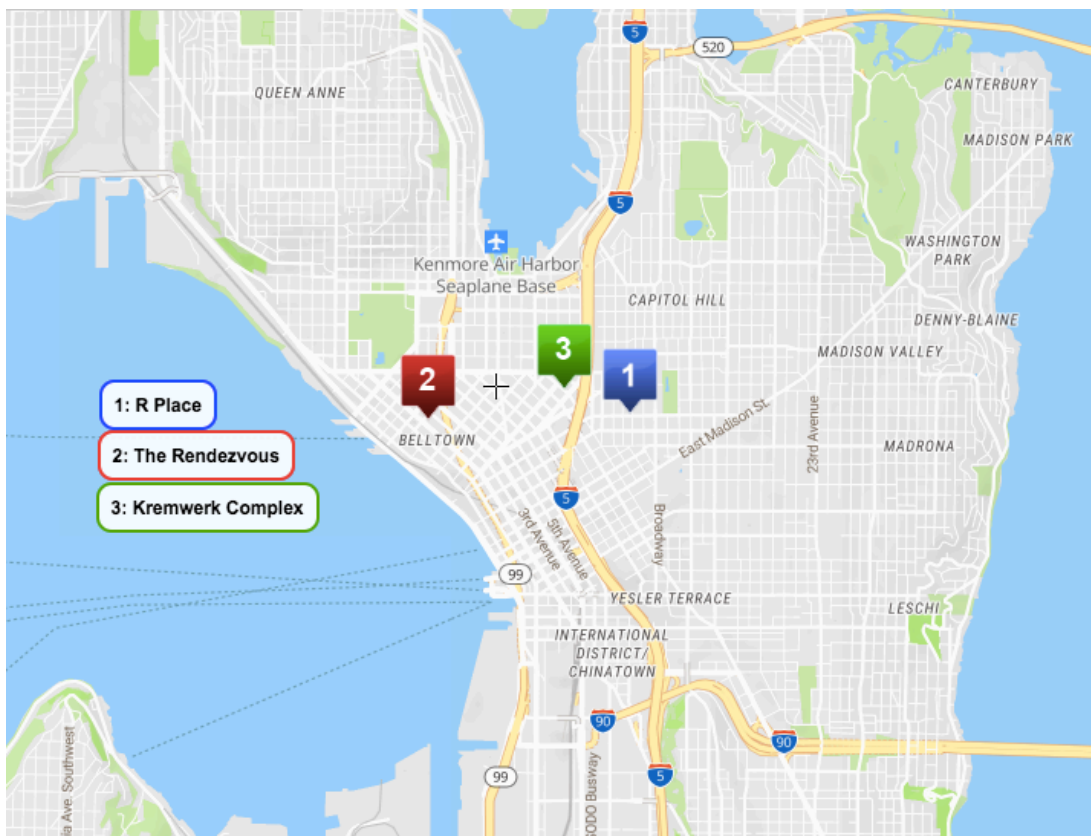 5
520
CANTERBURY
QUEEN ANNE
MADISON PARK
5
WASHINGTON
PARK
Kenmore Air Harbor
Seaplane Base
CAPITOL HILL
DENNY-BLAINE
3
MADISON VALLEY
2
1
1: R Place
East Madison St.
23rd Avenue
BELLTOWN
MADRONA
2: The Rendezvous
3: Kremwerk Complex
5
3rd Avenue
5th Avenue
Broadway
99
YESLER TERRACE
LESCHI
INTERNATIONAL
DISTRICT/
CHINATOWN
90
90
99
5
ia Ave. Southwest
SODO Busway